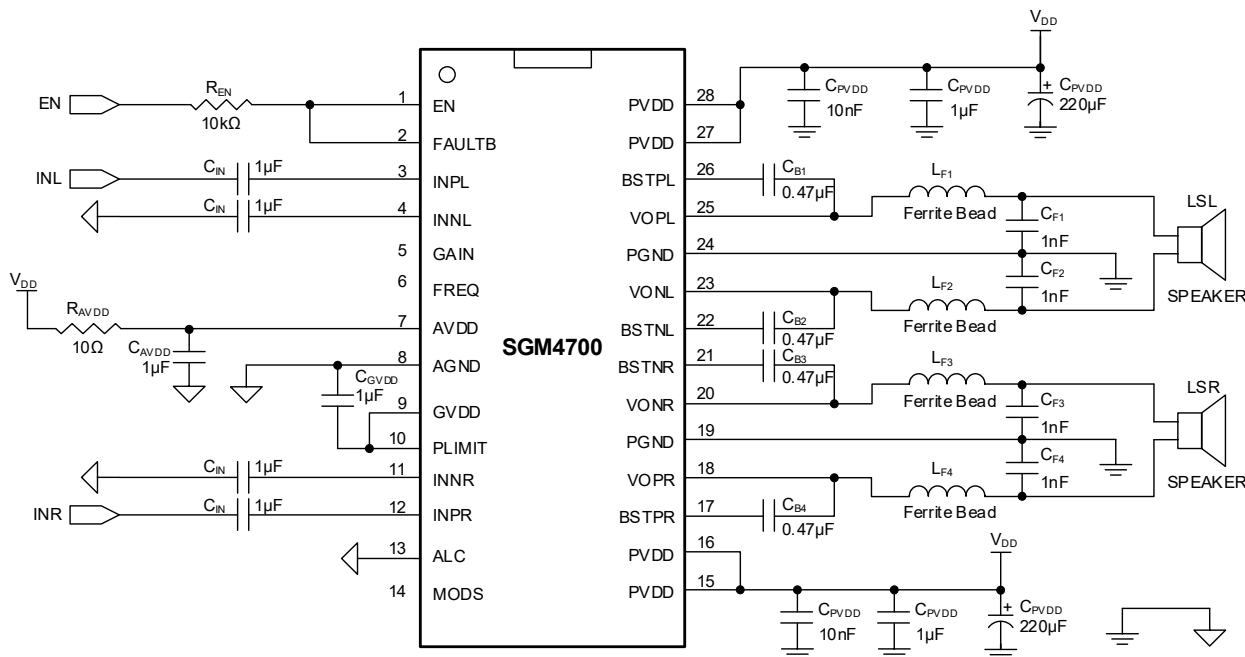 V_DD
EN
R_EN
10kΩ
1
EN
2
FAULTB
INL
C_IN
1µF
3
INPL
C_IN
1µF
4
INNL
5
GAIN
6
FREQ
V_DD
R_AVDD
10Ω
C_AVDD
1µF
7
AVDD
8
AGND
C_GVDD
1µF
9
GVDD
10
PLIMIT
C_IN
1µF
11
INNR
INR
C_IN
1µF
12
INPR
13
ALC
14
MODS
SGM4700
PVDD
28
PVDD
27
C_PVDD
10nF
C_PVDD
1µF
+
C_PVDD
220µF
BSTPL
26
C_B1
0.47µF
VOPL
25
L_F1
Ferrite Bead
C_F1
1nF
LSL
SPEAKER
PGND
24
C_F2
1nF
VONL
23
L_F2
Ferrite Bead
BSTNL
22
C_B2
0.47µF
BSTNR
21
C_B3
0.47µF
VONR
20
L_F3
Ferrite Bead
C_F3
1nF
LSR
SPEAKER
PGND
19
C_F4
1nF
VOPR
18
L_F4
Ferrite Bead
BSTPR
17
C_B4
0.47µF
PVDD
16
PVDD
15
V_DD
C_PVDD
10nF
C_PVDD
1µF
+
C_PVDD
220µF